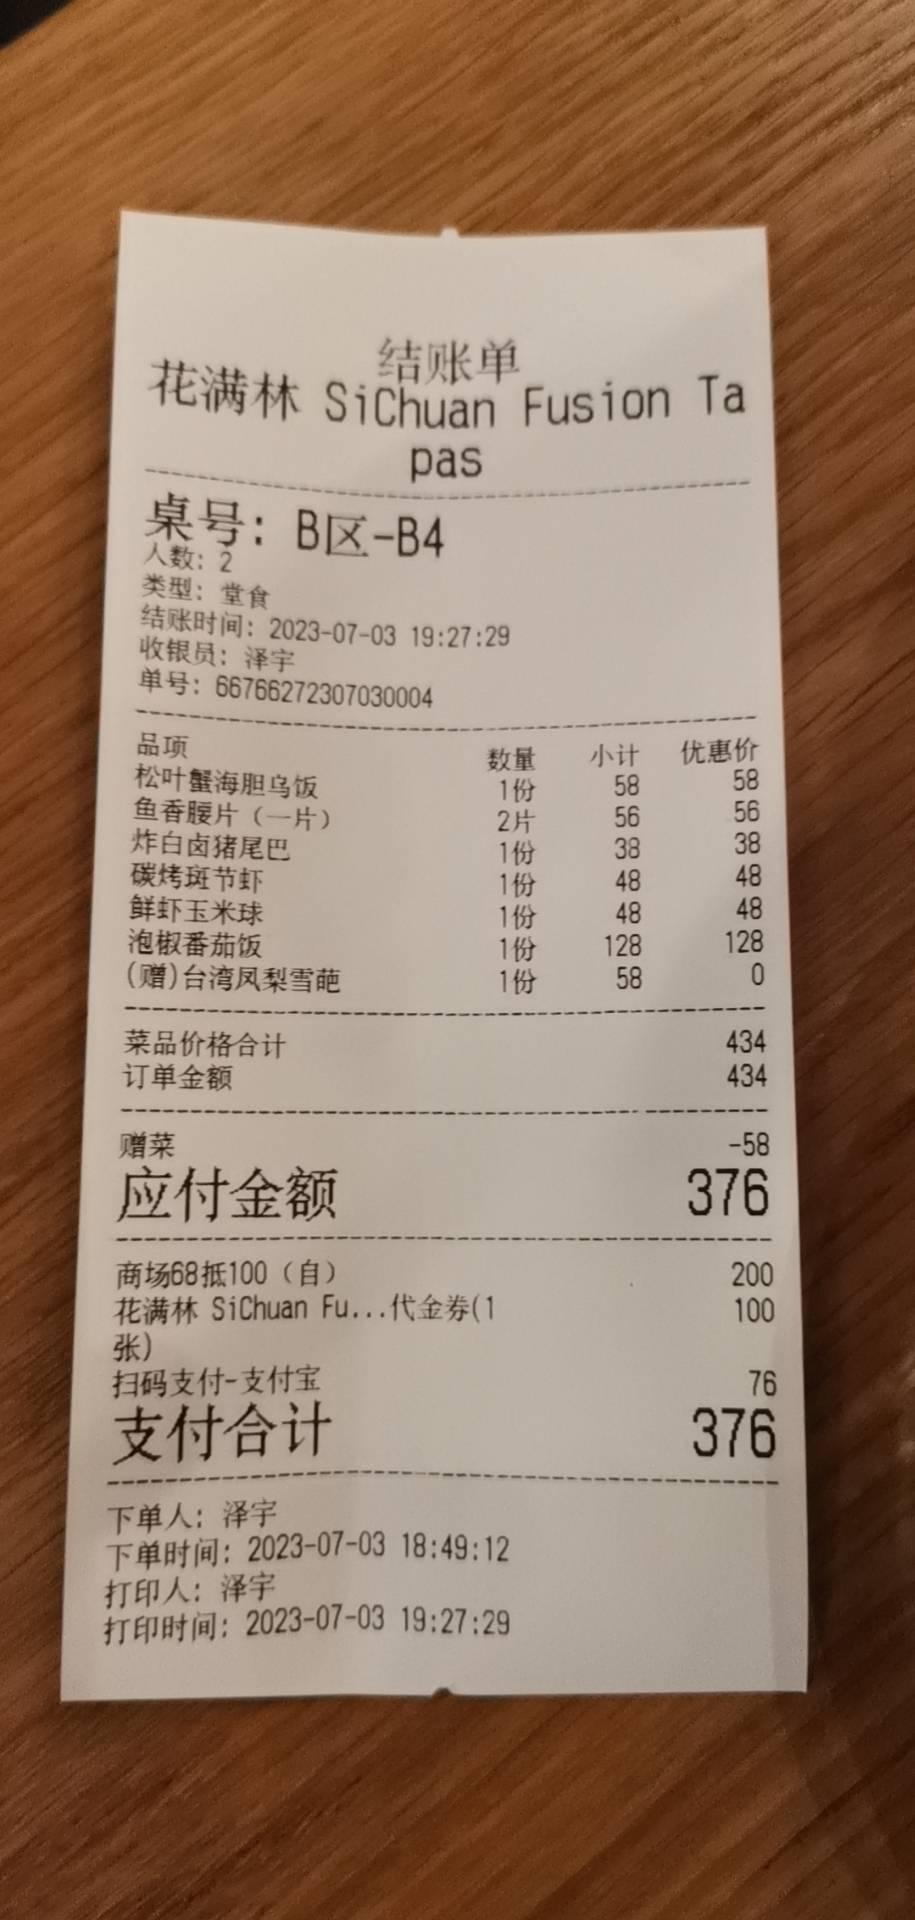 结账单
花满林 SiChuan Fusion Ta
pas
桌号: B区-B4
人数: 2
类型: 堂食
结账时间: 2023-07-03 19:27:29
收银员: 泽宇
单号: 66766272307030004
品项 数量 小计 优惠价
松叶蟹海胆乌饭 1份 58 58
鱼香腰片（一片） 2片 56 56
炸白卤猪尾巴 1份 38 38
碳烤斑节虾 1份 48 48
鲜虾玉米球 1份 48 48
泡椒番茄饭 1份 128 128
(赠)台湾凤梨雪葩 1份 58 0
菜品价格合计 434
订单金额 434
赠菜 -58
应付金额 376
商场68抵100（自） 200
花满林 SiChuan Fu...代金券(1 100
张)
扫码支付-支付宝 76
支付合计 376
下单人: 泽宇
下单时间: 2023-07-03 18:49:12
打印人: 泽宇
打印时间: 2023-07-03 19:27:29